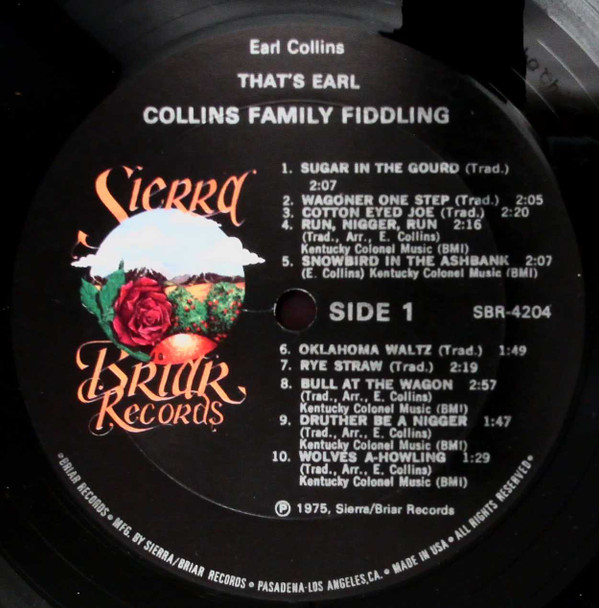 Earl Collins
THAT'S EARL
COLLINS FAMILY FIDDLING
Sierra
Briar
Records
1. SUGAR IN THE GOURD (Trad.)
2:07
2. WAGONER ONE STEP (Trad.) 2:05
3. COTTON EYED JOE (Trad.) 2:20
4. RUN, NIGGER, RUN 2:16
(Trad., Arr., E. Collins)
Kentucky Colonel Music (BMI)
5. SNOWBIRD IN THE ASHBANK 2:07
(E. Collins) Kentucky Colonel Music (BMI)
SIDE 1 SBR-4204
6. OKLAHOMA WALTZ (Trad.) 1:49
7. RYE STRAW (Trad.) 2:19
8. BULL AT THE WAGON 2:57
(Trad., Arr., E. Collins)
Kentucky Colonel Music (BMI)
9. DRUTHER BE A NIGGER 1:47
(Trad., Arr., E. Collins)
Kentucky Colonel Music (BMI)
10. WOLVES A-HOWLING 1:29
(Trad., Arr., E. Collins)
Kentucky Colonel Music (BMI)
Ⓟ 1975, Sierra/Briar Records
•BRIAR RECORDS• MFG. BY SIERRA/BRIAR RECORDS • PASADENA-LOS ANGELES, CA. • MADE IN USA • ALL RIGHTS RESERVED•